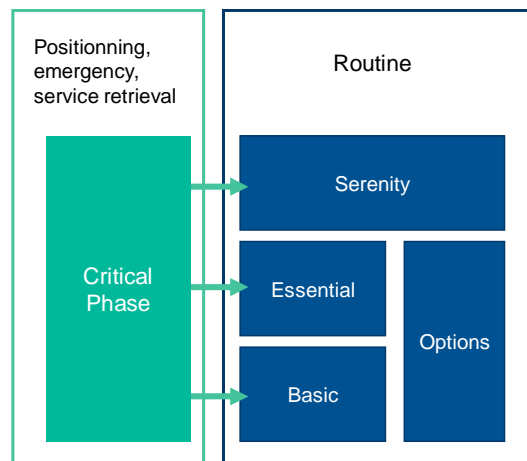 Positionning,
emergency,
service retrieval
Routine
Critical
Phase
Serenity
Essential
Options
Basic